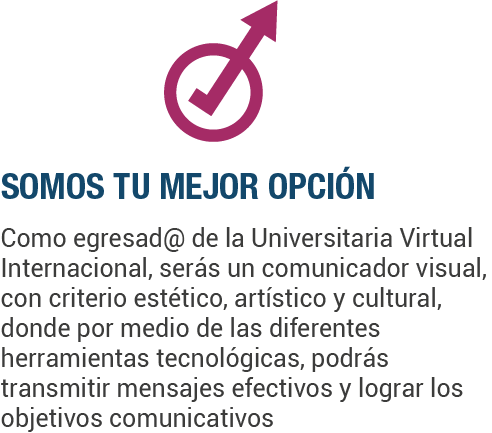 SOMOS TU MEJOR OPCIÓN
Como egresad@ de la Universitaria Virtual
Internacional, serás un comunicador visual,
con criterio estético, artístico y cultural,
donde por medio de las diferentes
herramientas tecnológicas, podrás
transmitir mensajes efectivos y lograr los
objetivos comunicativos